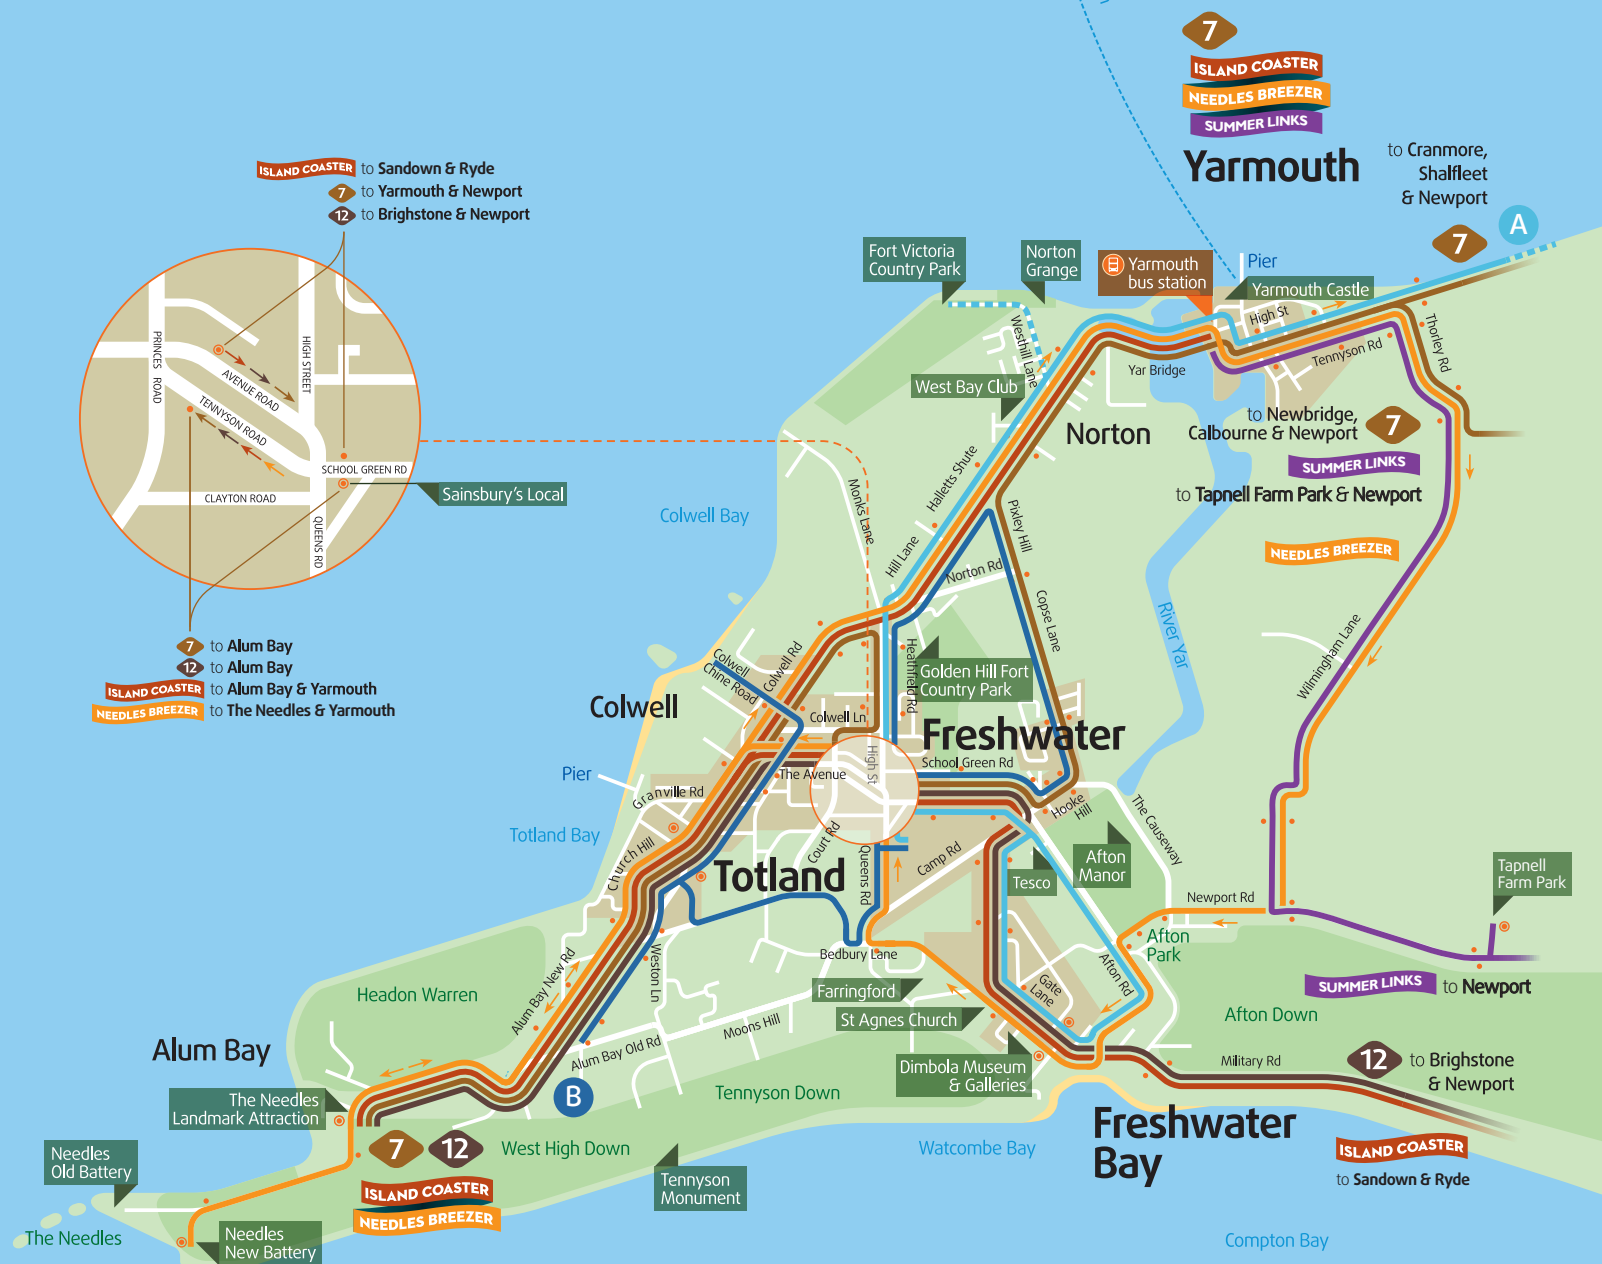 7
ISLAND COASTER
NEEDLES BREEZER
SUMMER LINKS
Yarmouth
to Cranmore,
Shalfleet
& Newport
7
A
ISLAND COASTER to Sandown & Ryde
7 to Yarmouth & Newport
12 to Brighstone & Newport
PRINCES ROAD
HIGH STREET
AVENUE ROAD
TENNYSON ROAD
SCHOOL GREEN RD
CLAYTON ROAD
QUEENS RD
Sainsbury's Local
7 to Alum Bay
12 to Alum Bay
ISLAND COASTER to Alum Bay & Yarmouth
NEEDLES BREEZER to The Needles & Yarmouth
Fort Victoria
Country Park
Norton
Grange
Yarmouth
bus station
Pier
Yarmouth Castle
High St
Tennyson Rd
Thorley Rd
Yar Bridge
Westhill Lane
West Bay Club
Norton
to Newbridge,
Calbourne & Newport
7
SUMMER LINKS
to Tapnell Farm Park & Newport
NEEDLES BREEZER
Colwell Bay
Monks Lane
Halletts Shute
Hill Lane
Pixley Hill
Norton Rd
Copse Lane
River Yar
Wilmingham Lane
Colwell
Chine Road
Colwell Rd
Heathfield Rd
Golden Hill Fort
Country Park
Colwell
Colwell Ln
Freshwater
School Green Rd
High St
The Avenue
Pier
Granville Rd
Hooke
Hill
The Causeway
Totland Bay
Church Hill
Court Rd
Totland
Queens Rd
Camp Rd
Tesco
Afton
Manor
Tapnell
Farm Park
Newport Rd
Afton
Park
Bedbury Lane
Weston Ln
Alum Bay New Rd
Farringford
Gate
Lane
Afton Rd
SUMMER LINKS to Newport
Headon Warren
St Agnes Church
Afton Down
Moons Hill
Alum Bay Old Rd
Alum Bay
Dimbola Museum
& Galleries
Military Rd
12 to Brighstone
& Newport
The Needles
Landmark Attraction
B
Tennyson Down
Freshwater
Bay
7
12
West High Down
Watcombe Bay
ISLAND COASTER
to Sandown & Ryde
Needles
Old Battery
Tennyson
Monument
ISLAND COASTER
NEEDLES BREEZER
The Needles
Needles
New Battery
Compton Bay